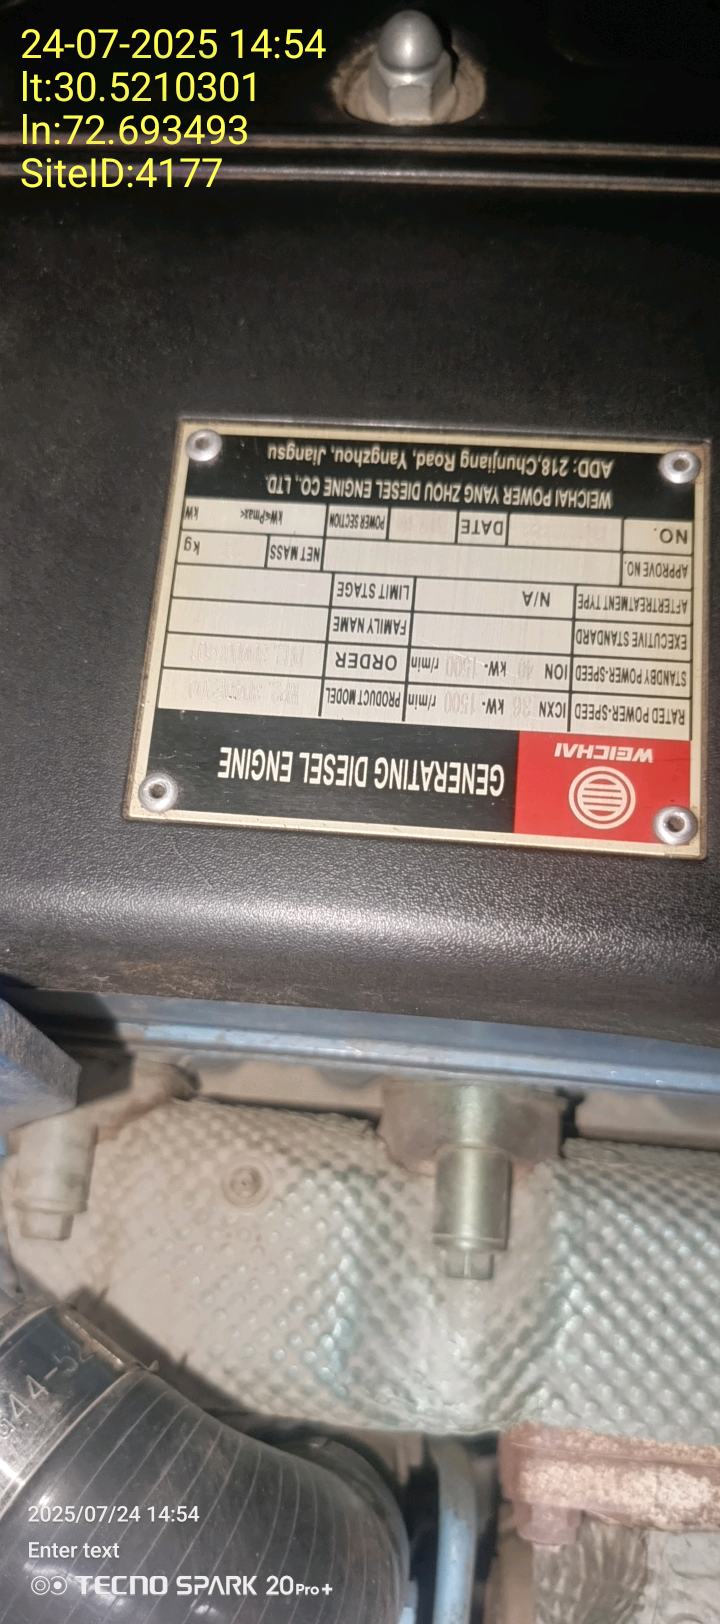 24-07-2025 14:54
lt:30.5210301
ln:72.693493
SiteID:4177
WEICHAI
GENERATING DIESEL ENGINE
RATED POWER-SPEED ICXN 36 kW- 1500 r/min PRODUCT MODEL
STANDBY POWER-SPEED ION 40 kW- 1500 r/min ORDER
EXECUTIVE STANDARD FAMILY NAME
AFTERTREATMENT TYPE N/A LIMIT STAGE
APPROVE NO. NET MASS kg
NO. DATE POWER SECTION kW≤Pmax< kW
WEICHAI POWER YANG ZHOU DIESEL ENGINE CO., LTD.
ADD: 218,Chunjiang Road, Yangzhou, Jiangsu
2025/07/24 14:54
Enter text
TECNO SPARK 20Pro+